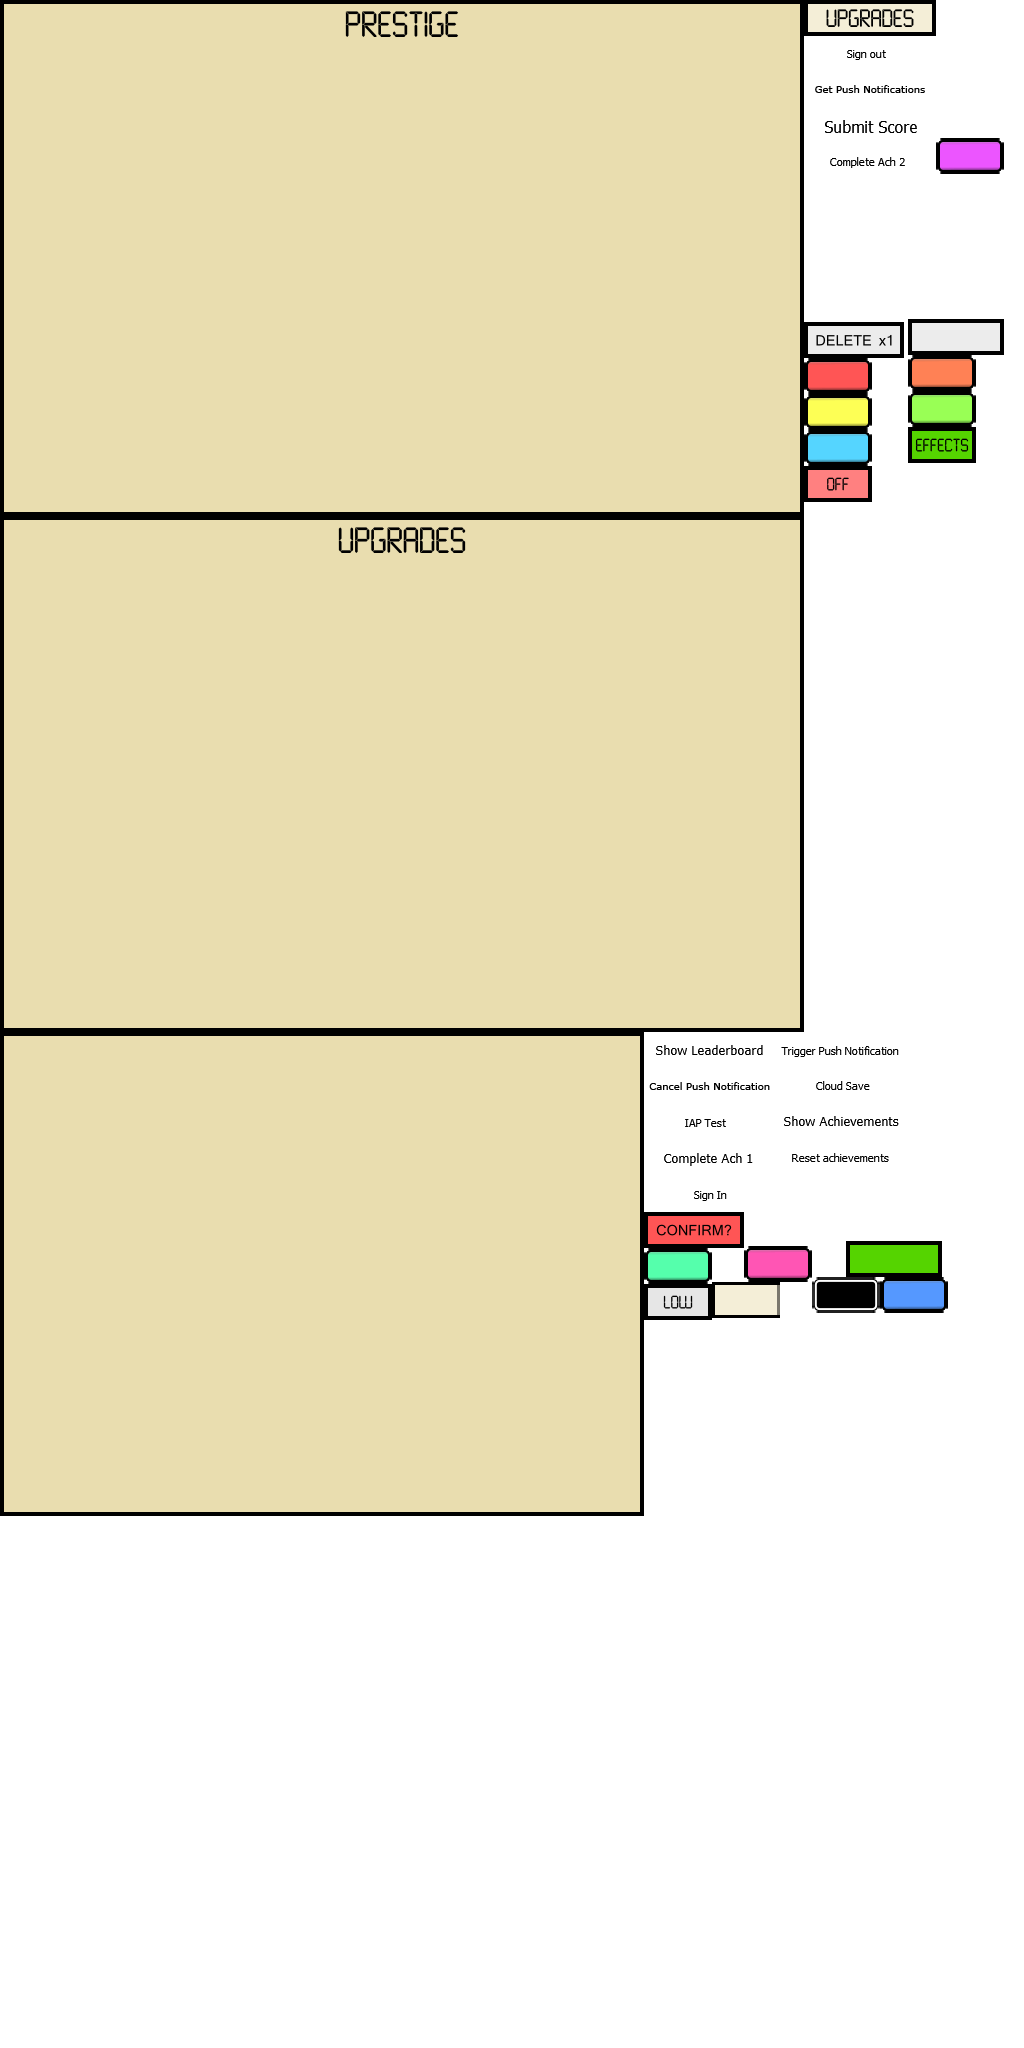 PRESTIGE
UPGRADES
Sign out
Get Push Notifications
Submit Score
Complete Ach 2
DELETE x1
EFFECTS
OFF
UPGRADES
Show Leaderboard
Trigger Push Notification
Cancel Push Notification
Cloud Save
IAP Test
Show Achievements
Complete Ach 1
Reset achievements
Sign In
CONFIRM?
LOW